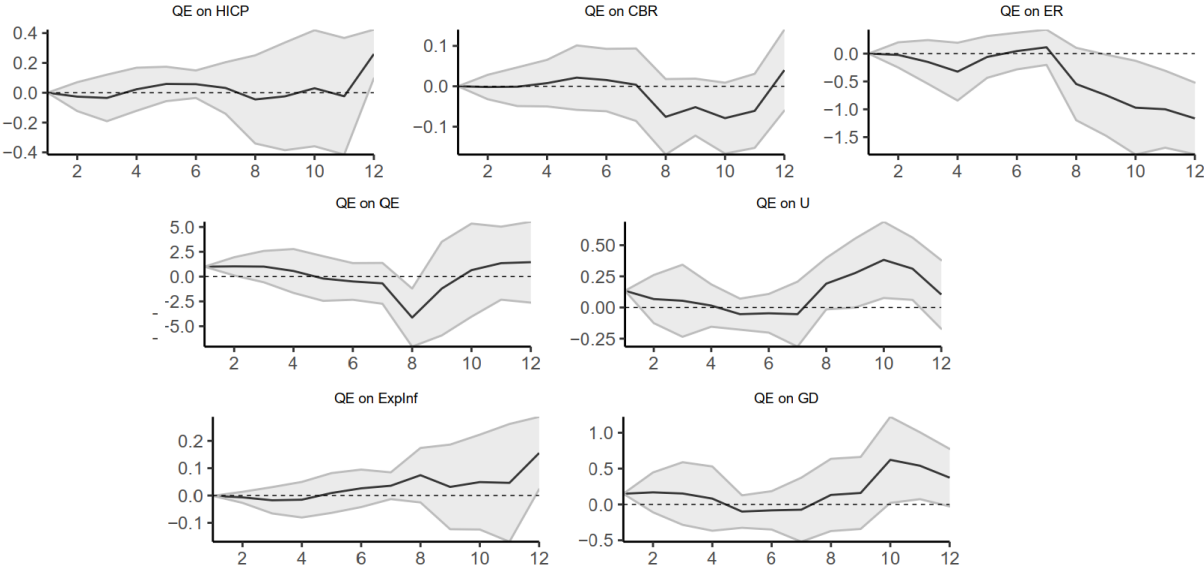 QE on HICP
0.4
0.2
0.0
−0.2
−0.4
2 4 6 8 10 12
QE on CBR
0.1
0.0
−0.1
2 4 6 8 10 12
QE on ER
0.0
−0.5
−1.0
−1.5
2 4 6 8 10 12
QE on QE
5.0
2.5
0.0
-2.5
-5.0
2 4 6 8 10 12
QE on U
0.50
0.25
0.00
−0.25
2 4 6 8 10 12
QE on ExpInf
0.2
0.1
0.0
−0.1
2 4 6 8 10 12
QE on GD
1.0
0.5
0.0
−0.5
2 4 6 8 10 12